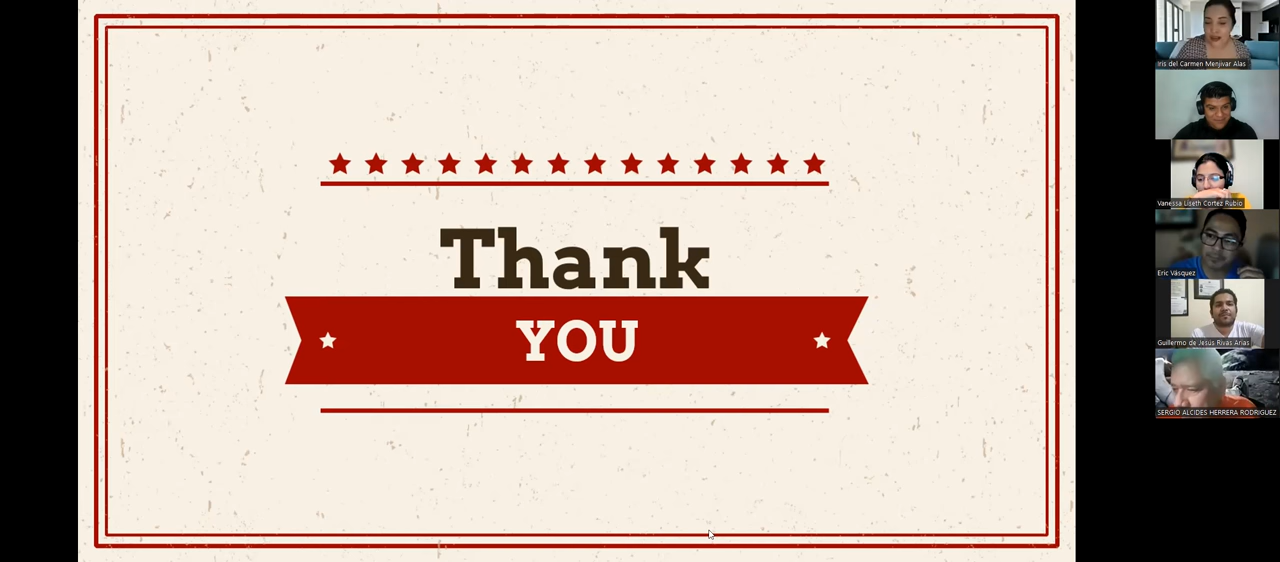 Thank
YOU
Iris del Carmen Menjivar Alas
Vanessa Liseth Cortez Rubio
Eric Vásquez
Guillermo de Jesús Rivas Arias
SERGIO ALCIDES HERRERA RODRIGUEZ